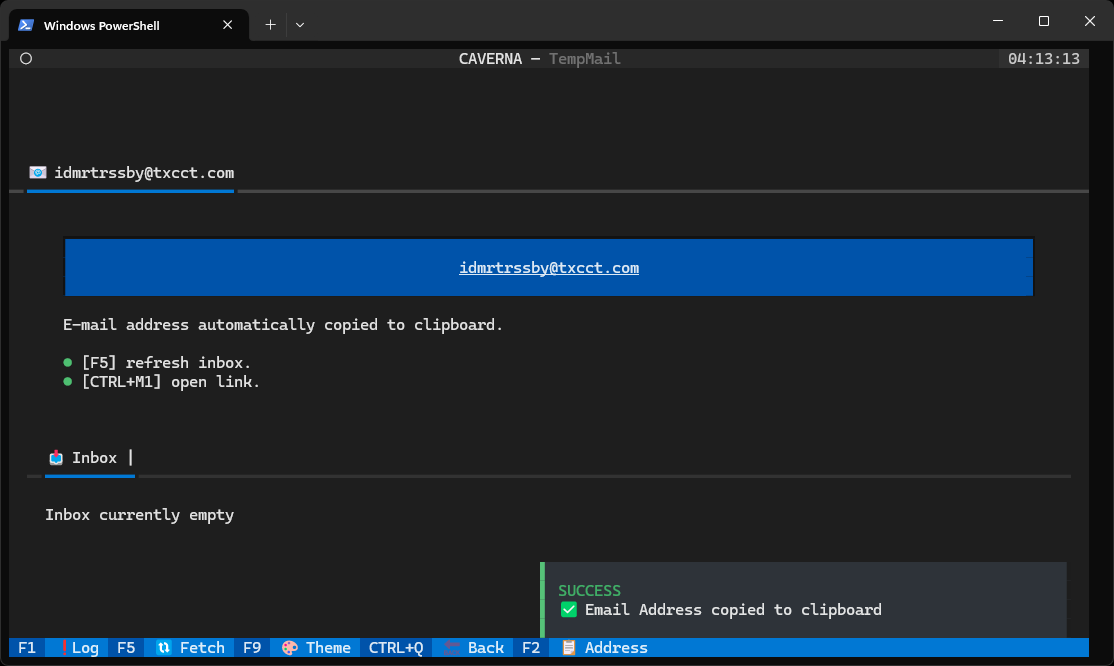 Windows PowerShell
CAVERNA — TempMail 04:13:13
idmrtrssby@txcct.com
idmrtrssby@txcct.com
E-mail address automatically copied to clipboard.
[F5] refresh inbox.
[CTRL+M1] open link.
Inbox |
Inbox currently empty
SUCCESS
Email Address copied to clipboard
F1 Log F5 Fetch F9 Theme CTRL+Q Back F2 Address